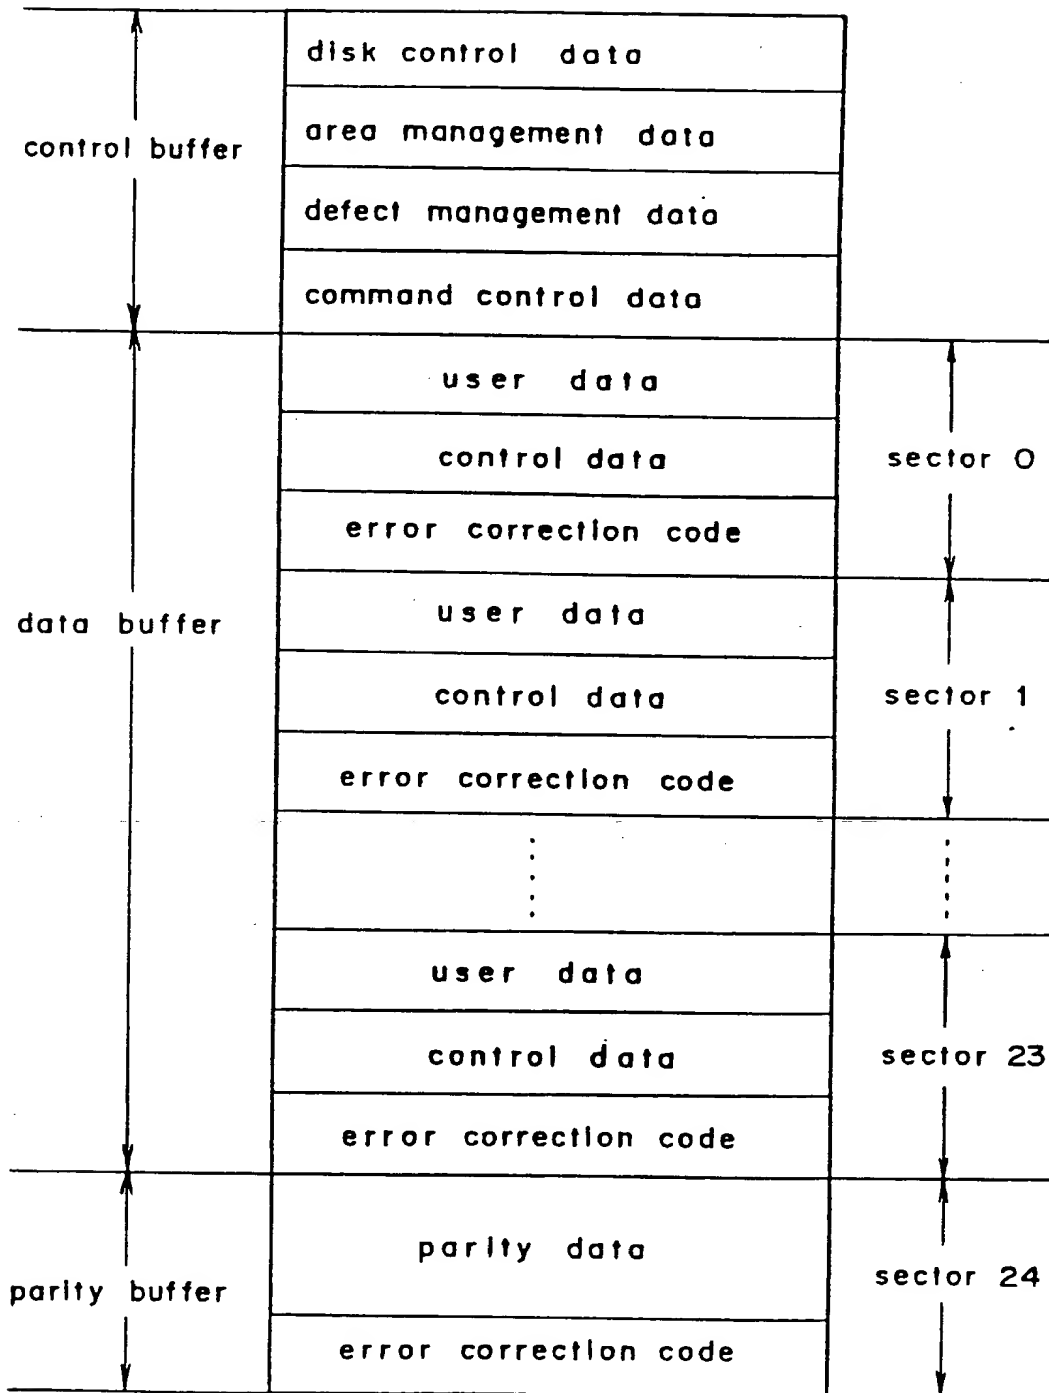 disk control data
area management data
control buffer
defect management data
command control data
user data
control data
sector 0
error correction code
user data
data buffer
control data
sector 1
error correction code
user data
control data
sector 23
error correction code
parity data
parity buffer
sector 24
error correction code